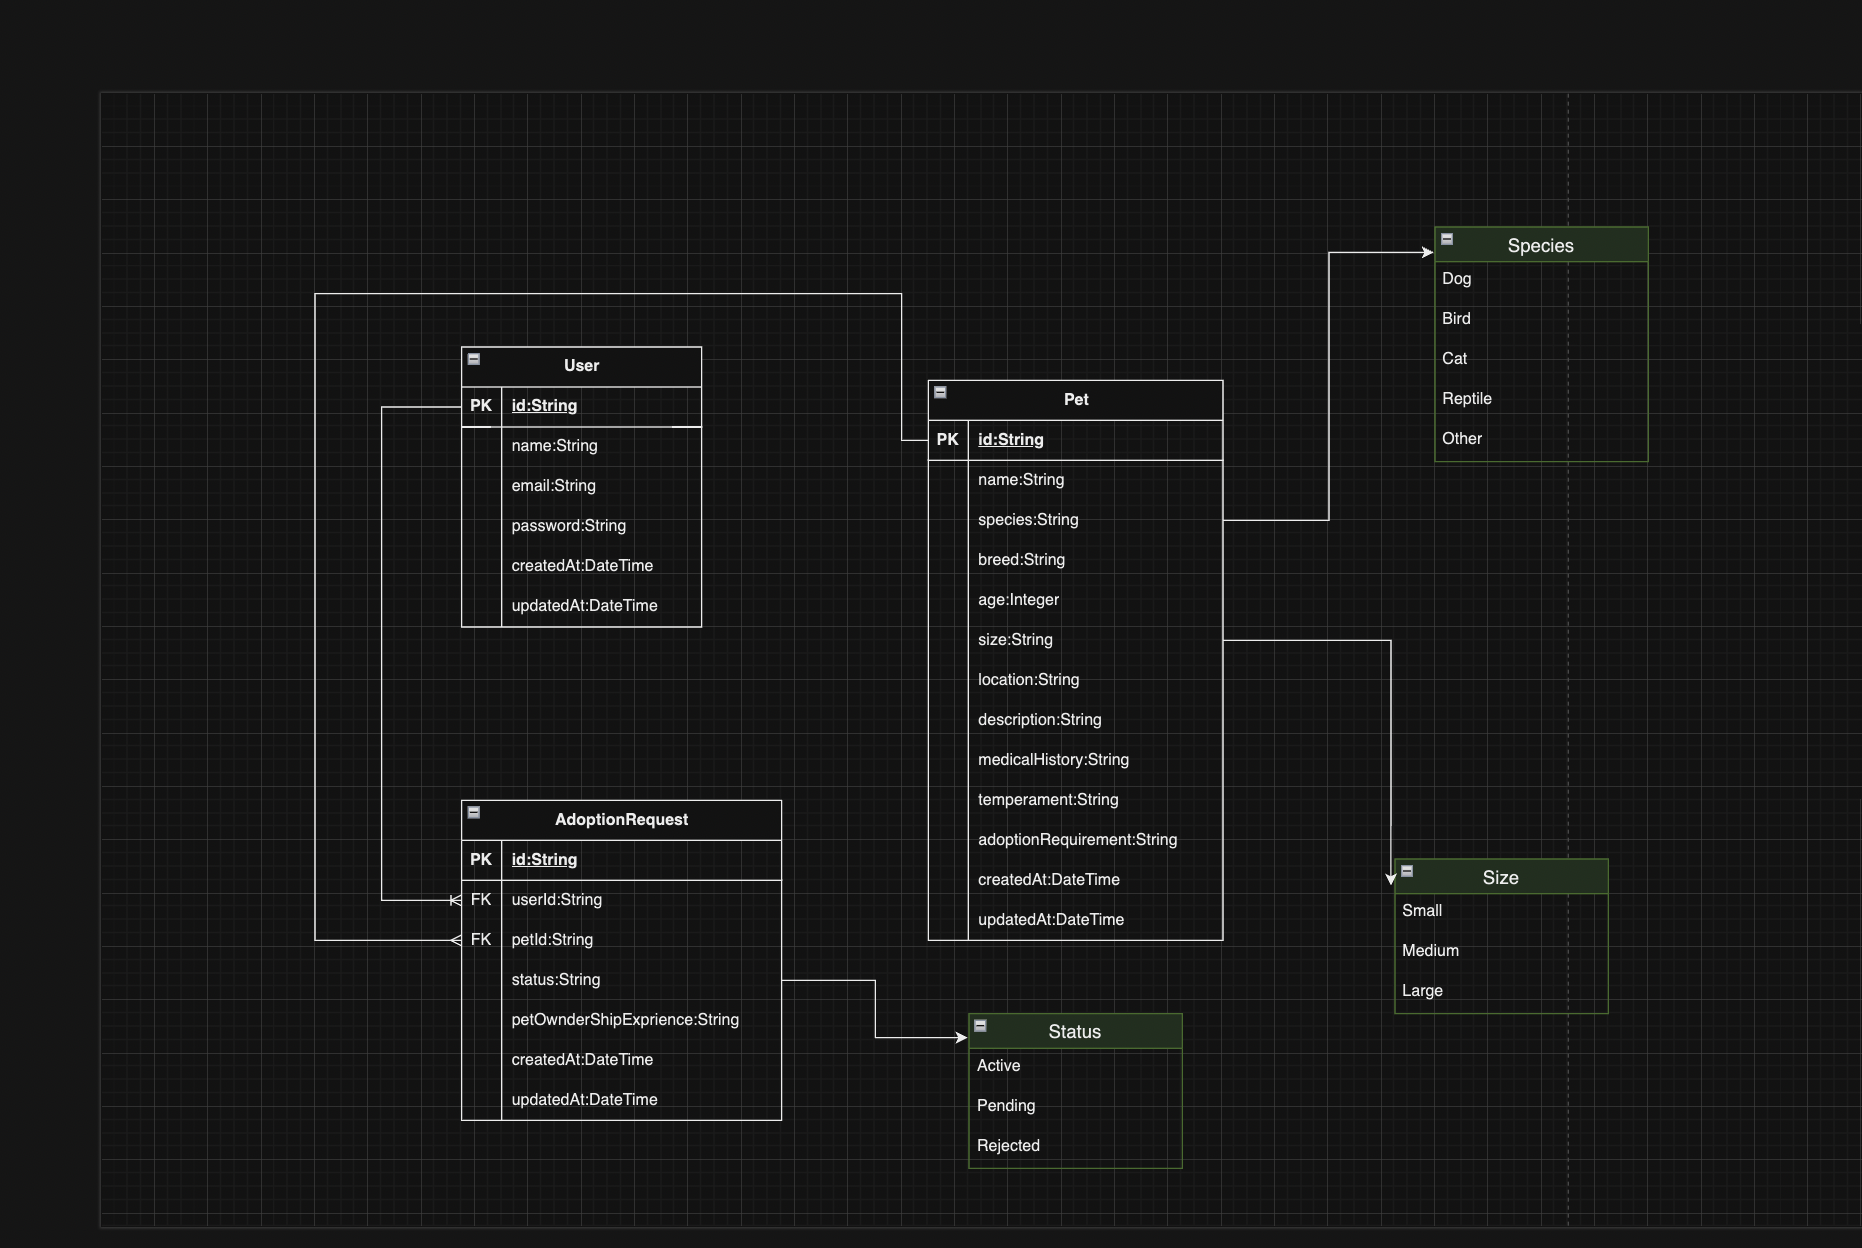 User
PK id:String
name:String
email:String
password:String
createdAt:DateTime
updatedAt:DateTime
AdoptionRequest
PK id:String
FK userId:String
FK petId:String
status:String
petOwnderShipExprience:String
createdAt:DateTime
updatedAt:DateTime
Pet
PK id:String
name:String
species:String
breed:String
age:Integer
size:String
location:String
description:String
medicalHistory:String
temperament:String
adoptionRequirement:String
createdAt:DateTime
updatedAt:DateTime
Status
Active
Pending
Rejected
Species
Dog
Bird
Cat
Reptile
Other
Size
Small
Medium
Large